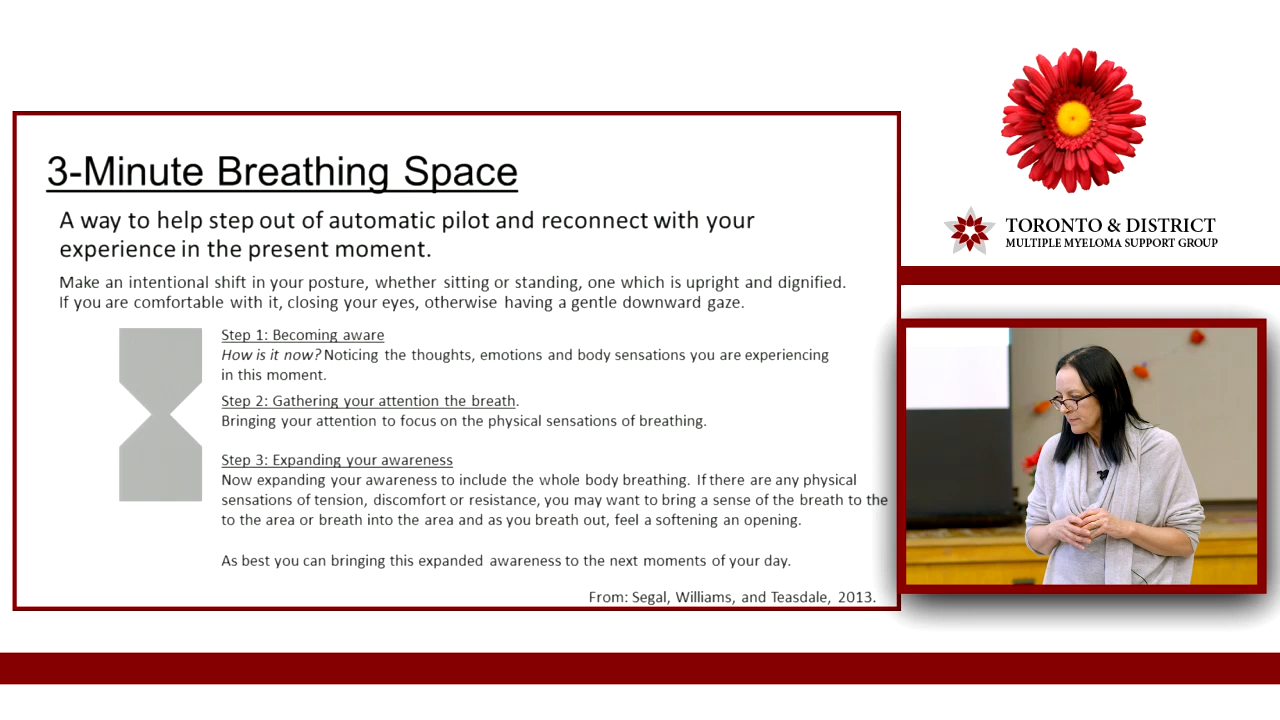 3-Minute Breathing Space
A way to help step out of automatic pilot and reconnect with your
experience in the present moment.
Make an intentional shift in your posture, whether sitting or standing, one which is upright and dignified.
If you are comfortable with it, closing your eyes, otherwise having a gentle downward gaze.
Step 1: Becoming aware
How is it now? Noticing the thoughts, emotions and body sensations you are experiencing
in this moment.
Step 2: Gathering your attention the breath.
Bringing your attention to focus on the physical sensations of breathing.
Step 3: Expanding your awareness
Now expanding your awareness to include the whole body breathing. If there are any physical
sensations of tension, discomfort or resistance, you may want to bring a sense of the breath to the
to the area or breath into the area and as you breath out, feel a softening an opening.
As best you can bringing this expanded awareness to the next moments of your day.
From: Segal, Williams, and Teasdale, 2013.
TORONTO & DISTRICT
MULTIPLE MYELOMA SUPPORT GROUP